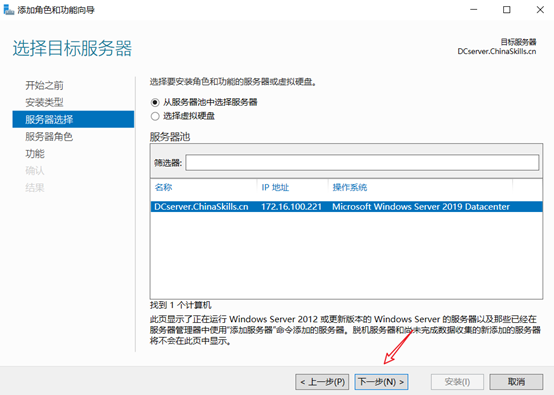 添加角色和功能向导
选择目标服务器
目标服务器
DCserver.ChinaSkills.cn
开始之前
安装类型
服务器选择
服务器角色
功能
确认
结果
选择要安装角色和功能的服务器或虚拟硬盘。
从服务器池中选择服务器
选择虚拟硬盘
服务器池
筛选器:
名称 IP 地址 操作系统
DCserver.ChinaSkills.cn 172.16.100.221 Microsoft Windows Server 2019 Datacenter
找到 1 个计算机
此页显示了正在运行 Windows Server 2012 或更新版本的 Windows Server 的服务器以及那些已经在
服务器管理器中使用"添加服务器"命令添加的服务器。脱机服务器和尚未完成数据收集的新添加的服务器
将不会在此页中显示。
< 上一步(P) 下一步(N) > 安装(I) 取消